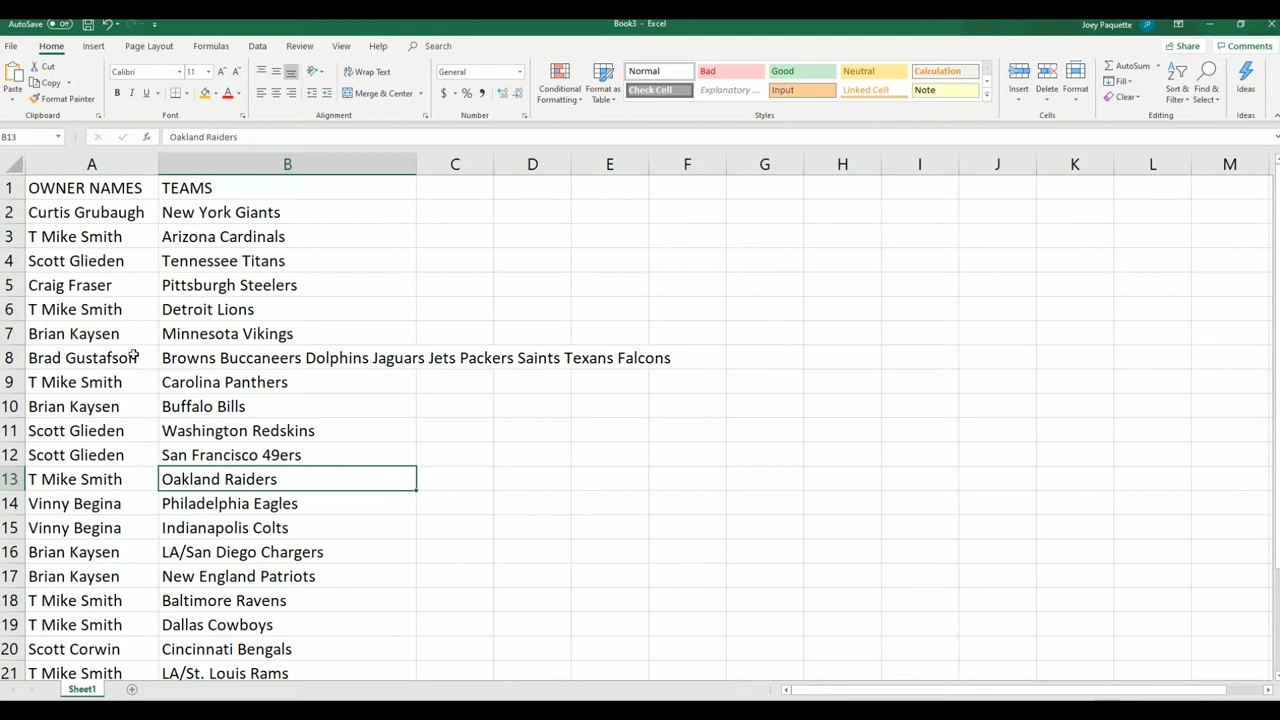 AutoSave Off Book3 - Excel Joey Paquette JP
File Home Insert Page Layout Formulas Data Review View Help Search Share Comments
Paste Cut Copy Format Painter Clipboard
Calibri 11 A A B I U A Font
Wrap Text Merge & Center Alignment
General $ % , Number
Conditional Formatting Format as Table Normal Bad Good Neutral Calculation
Check Cell Explanatory ... Input Linked Cell Note Styles
Insert Delete Format Cells
AutoSum Fill Clear Sort & Filter Find & Select Editing
Ideas Ideas
B13 fx Oakland Raiders
A B C D E F G H I J K L M
1 OWNER NAMES TEAMS
2 Curtis Grubaugh New York Giants
3 T Mike Smith Arizona Cardinals
4 Scott Glieden Tennessee Titans
5 Craig Fraser Pittsburgh Steelers
6 T Mike Smith Detroit Lions
7 Brian Kaysen Minnesota Vikings
8 Brad Gustafson Browns Buccaneers Dolphins Jaguars Jets Packers Saints Texans Falcons
9 T Mike Smith Carolina Panthers
10 Brian Kaysen Buffalo Bills
11 Scott Glieden Washington Redskins
12 Scott Glieden San Francisco 49ers
13 T Mike Smith Oakland Raiders
14 Vinny Begina Philadelphia Eagles
15 Vinny Begina Indianapolis Colts
16 Brian Kaysen LA/San Diego Chargers
17 Brian Kaysen New England Patriots
18 T Mike Smith Baltimore Ravens
19 T Mike Smith Dallas Cowboys
20 Scott Corwin Cincinnati Bengals
21 T Mike Smith LA/St. Louis Rams
Sheet1